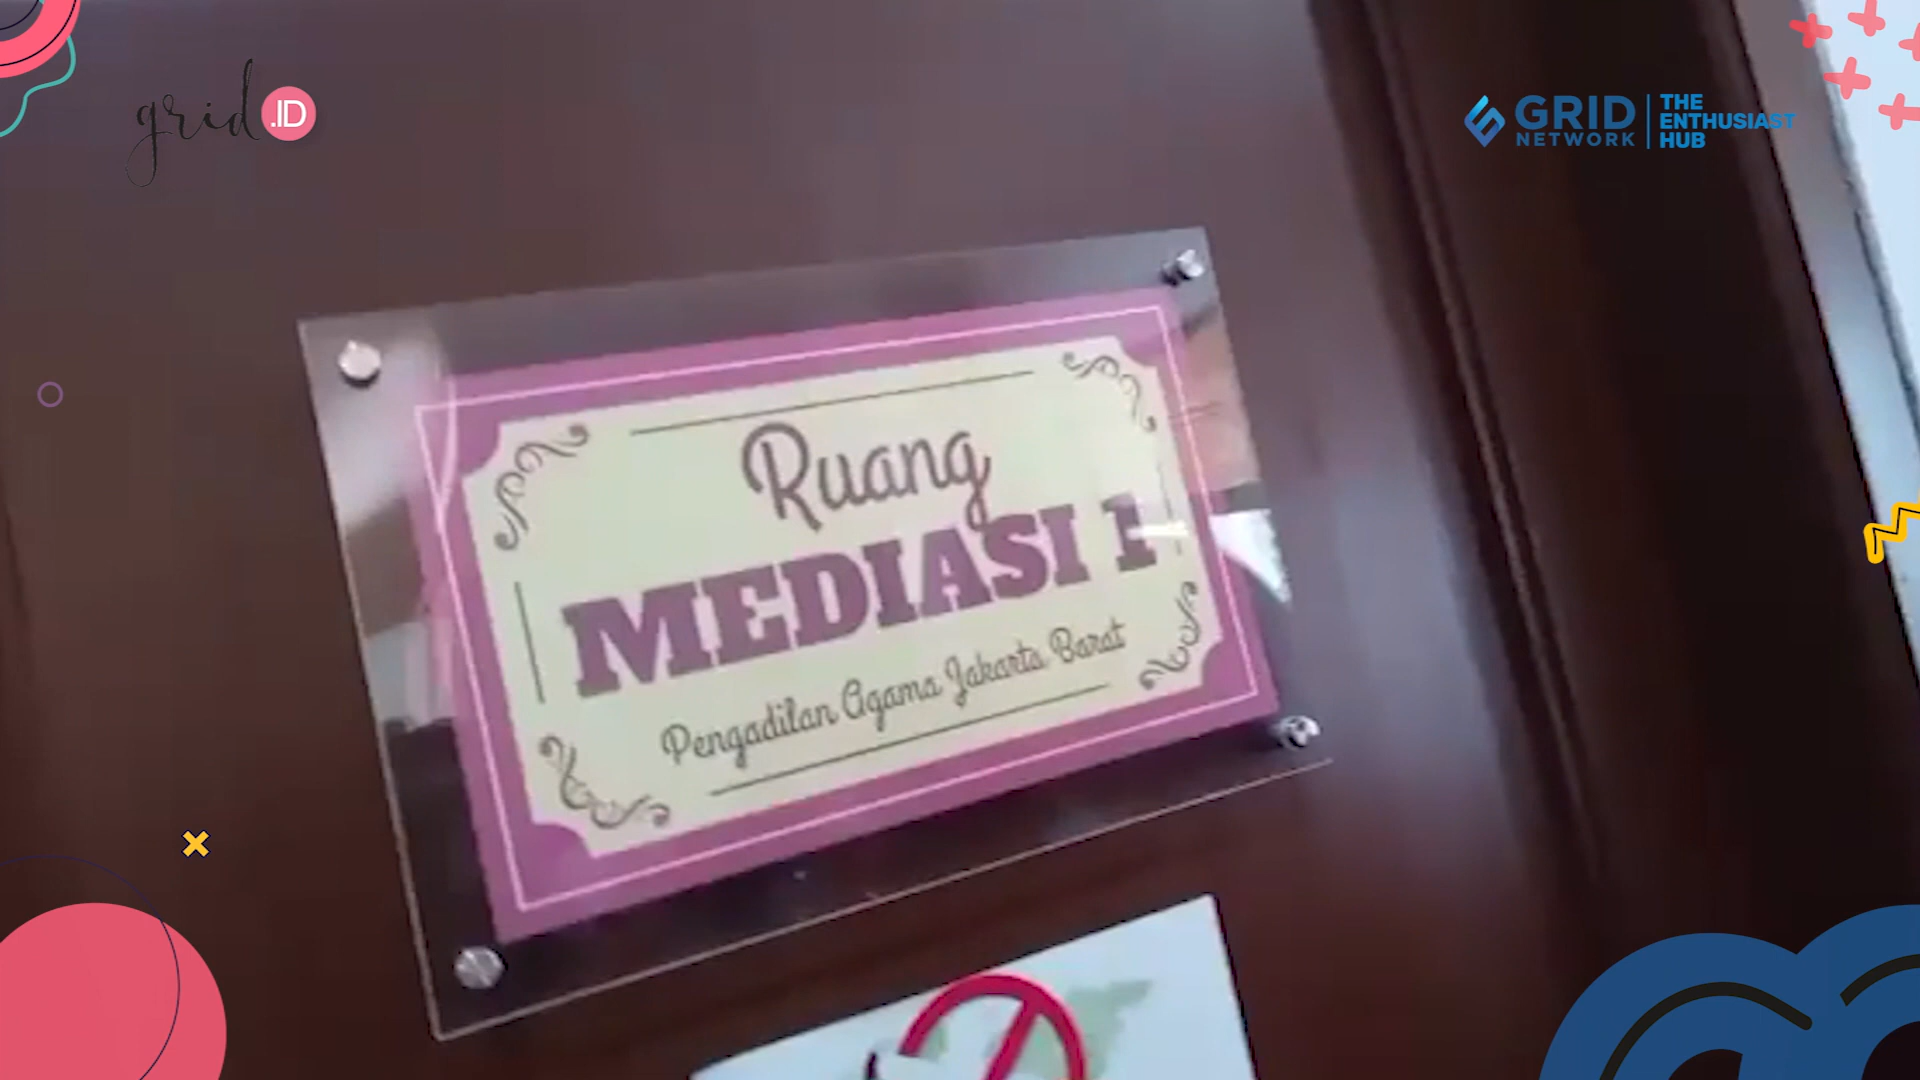 grid.ID
GRID NETWORK
THE ENTHUSIAST HUB
Ruang
MEDIASI 1
Pengadilan Agama Jakarta Barat